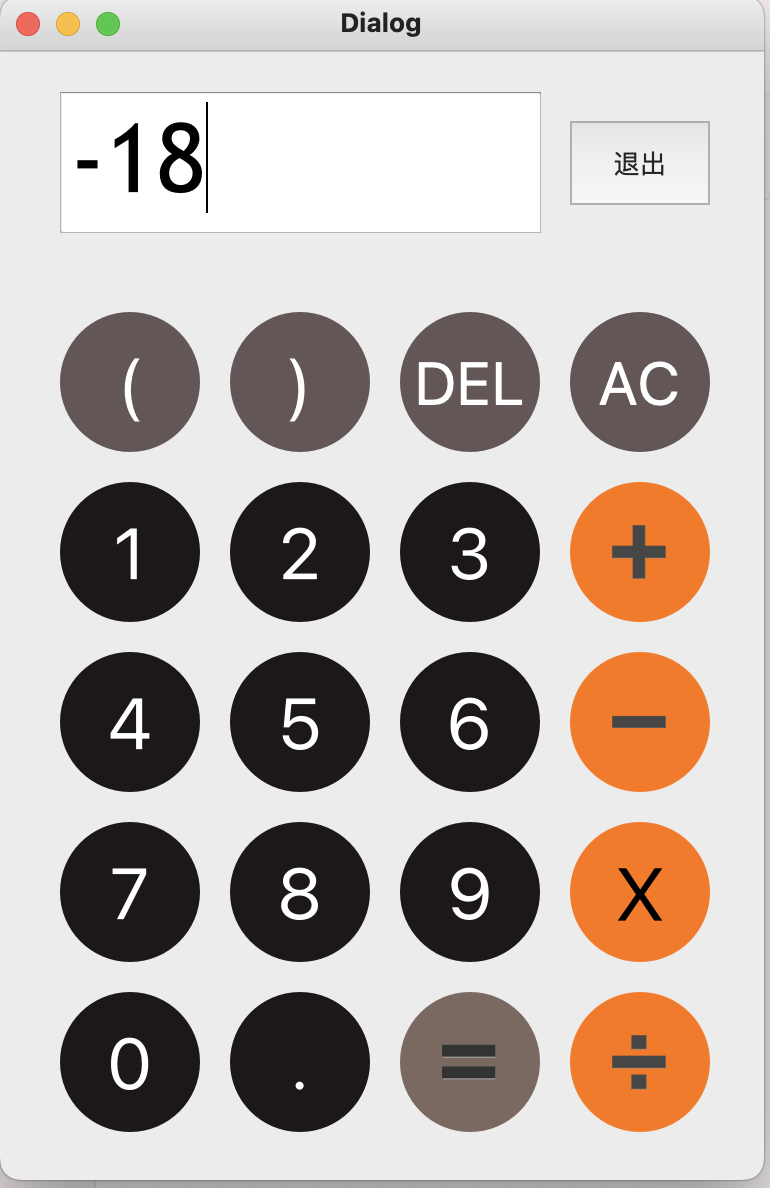 Dialog
-18
退出
( ) DEL AC
1 2 3 +
4 5 6 −
7 8 9 X
0 . = ÷